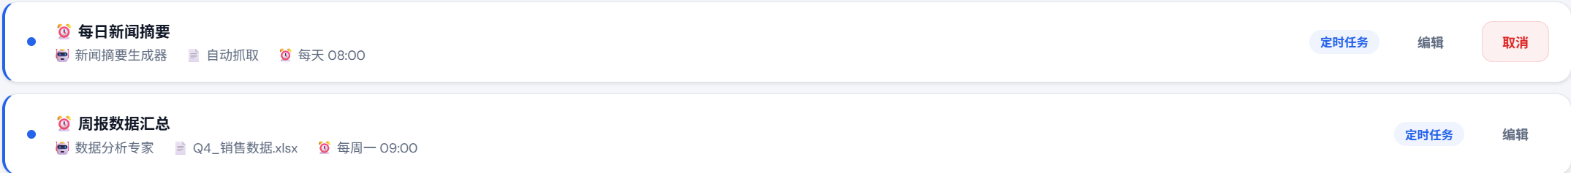 每日新闻摘要
新闻摘要生成器 自动抓取 每天 08:00
定时任务 编辑 取消
周报数据汇总
数据分析专家 Q4_销售数据.xlsx 每周一 09:00
定时任务 编辑